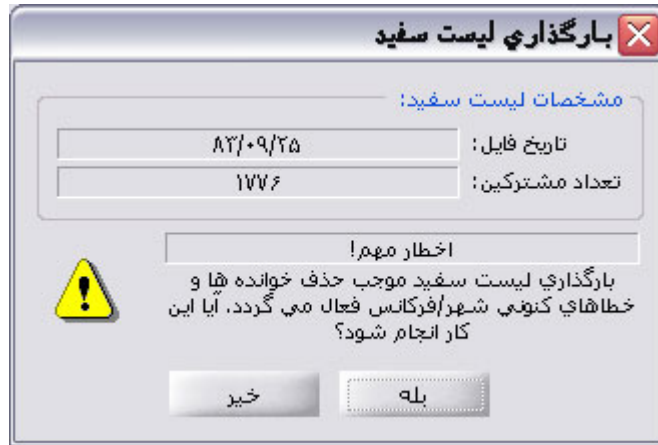 بارگذاري ليست سفيد
مشخصات ليست سفيد:
تاريخ فايل:
۸۳/۰۹/۲۵
تعداد مشتركين:
۱۷۷۶
اخطار مهم!
بارگذاري ليست سفيد موجب حذف خوانده ها و
خطاهاي كنوني شهر/فركانس فعال مي گردد. آيا اين
كار انجام شود؟
بله
خير